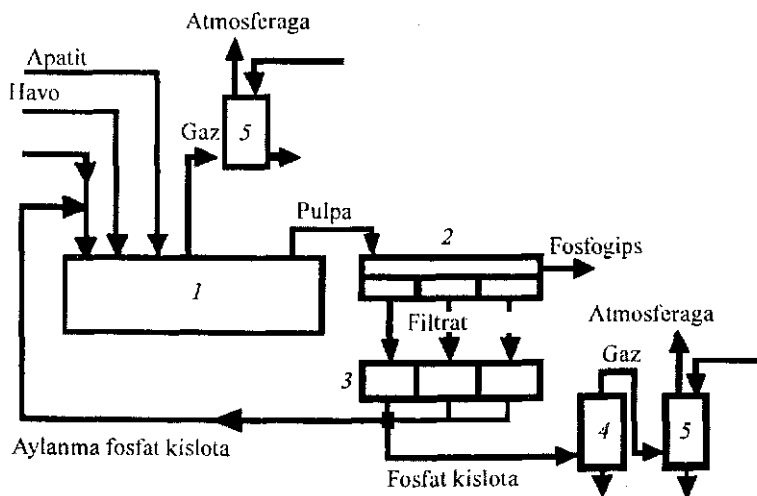 Atmosferaga
Apatit
Havo
Gaz
5
Pulpa
2
Fosfogips
1
Filtrat
Atmosferaga
Gaz
3
4
5
Aylanma fosfat kislota
Fosfat kislota